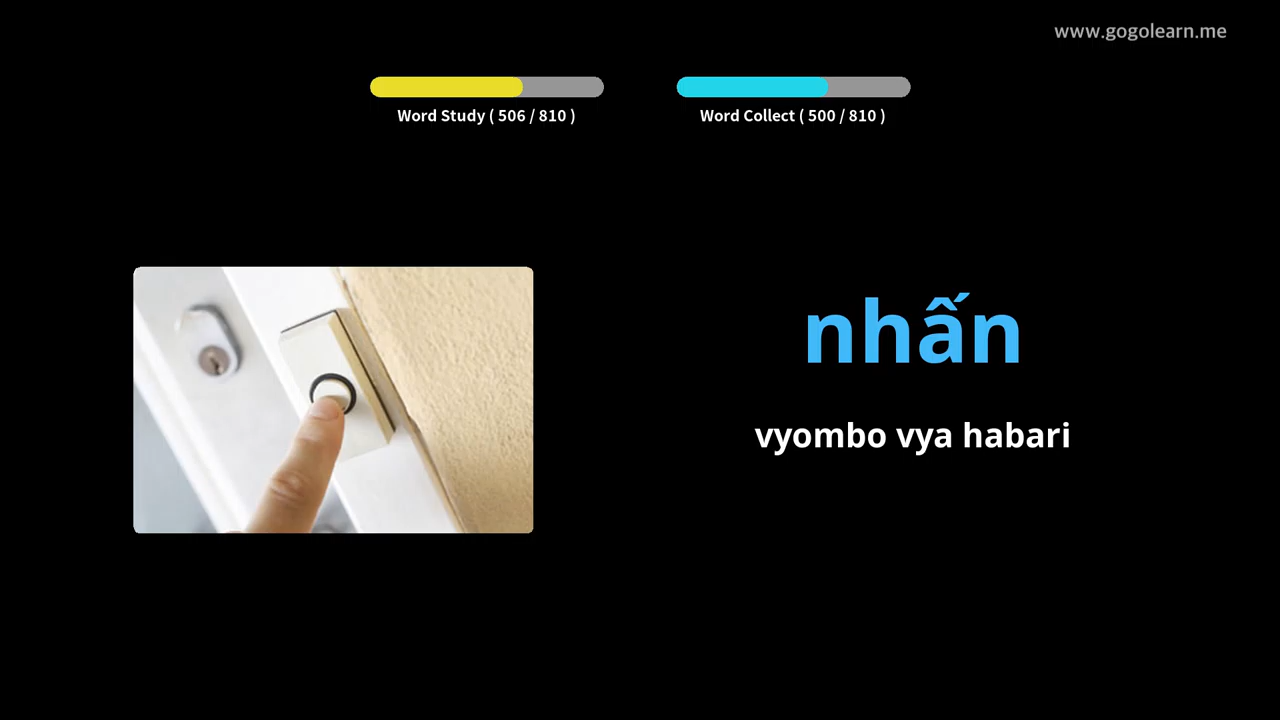 www.gogolearn.me
Word Study ( 506 / 810 )
Word Collect ( 500 / 810 )
nhấn
vyombo vya habari